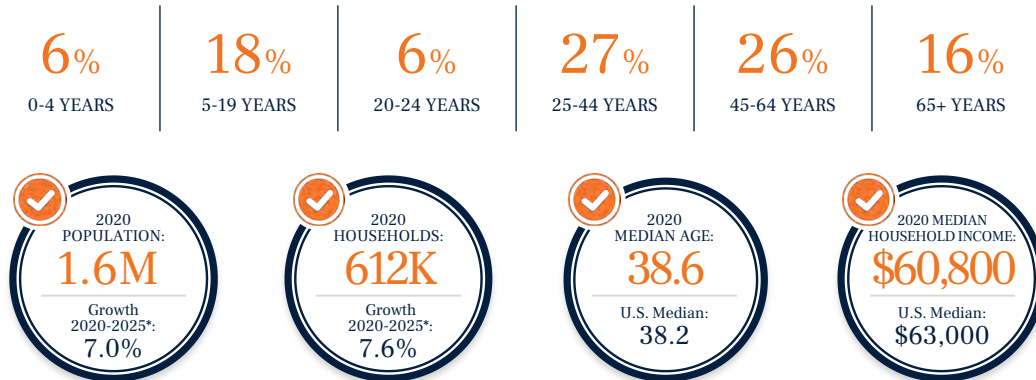 6%
0-4 YEARS
18%
5-19 YEARS
6%
20-24 YEARS
27%
25-44 YEARS
26%
45-64 YEARS
16%
65+ YEARS
2020
POPULATION:
1.6M
Growth
2020-2025*:
7.0%
2020
HOUSEHOLDS:
612K
Growth
2020-2025*:
7.6%
2020
MEDIAN AGE:
38.6
U.S. Median:
38.2
2020 MEDIAN
HOUSEHOLD INCOME:
$60,800
U.S. Median:
$63,000